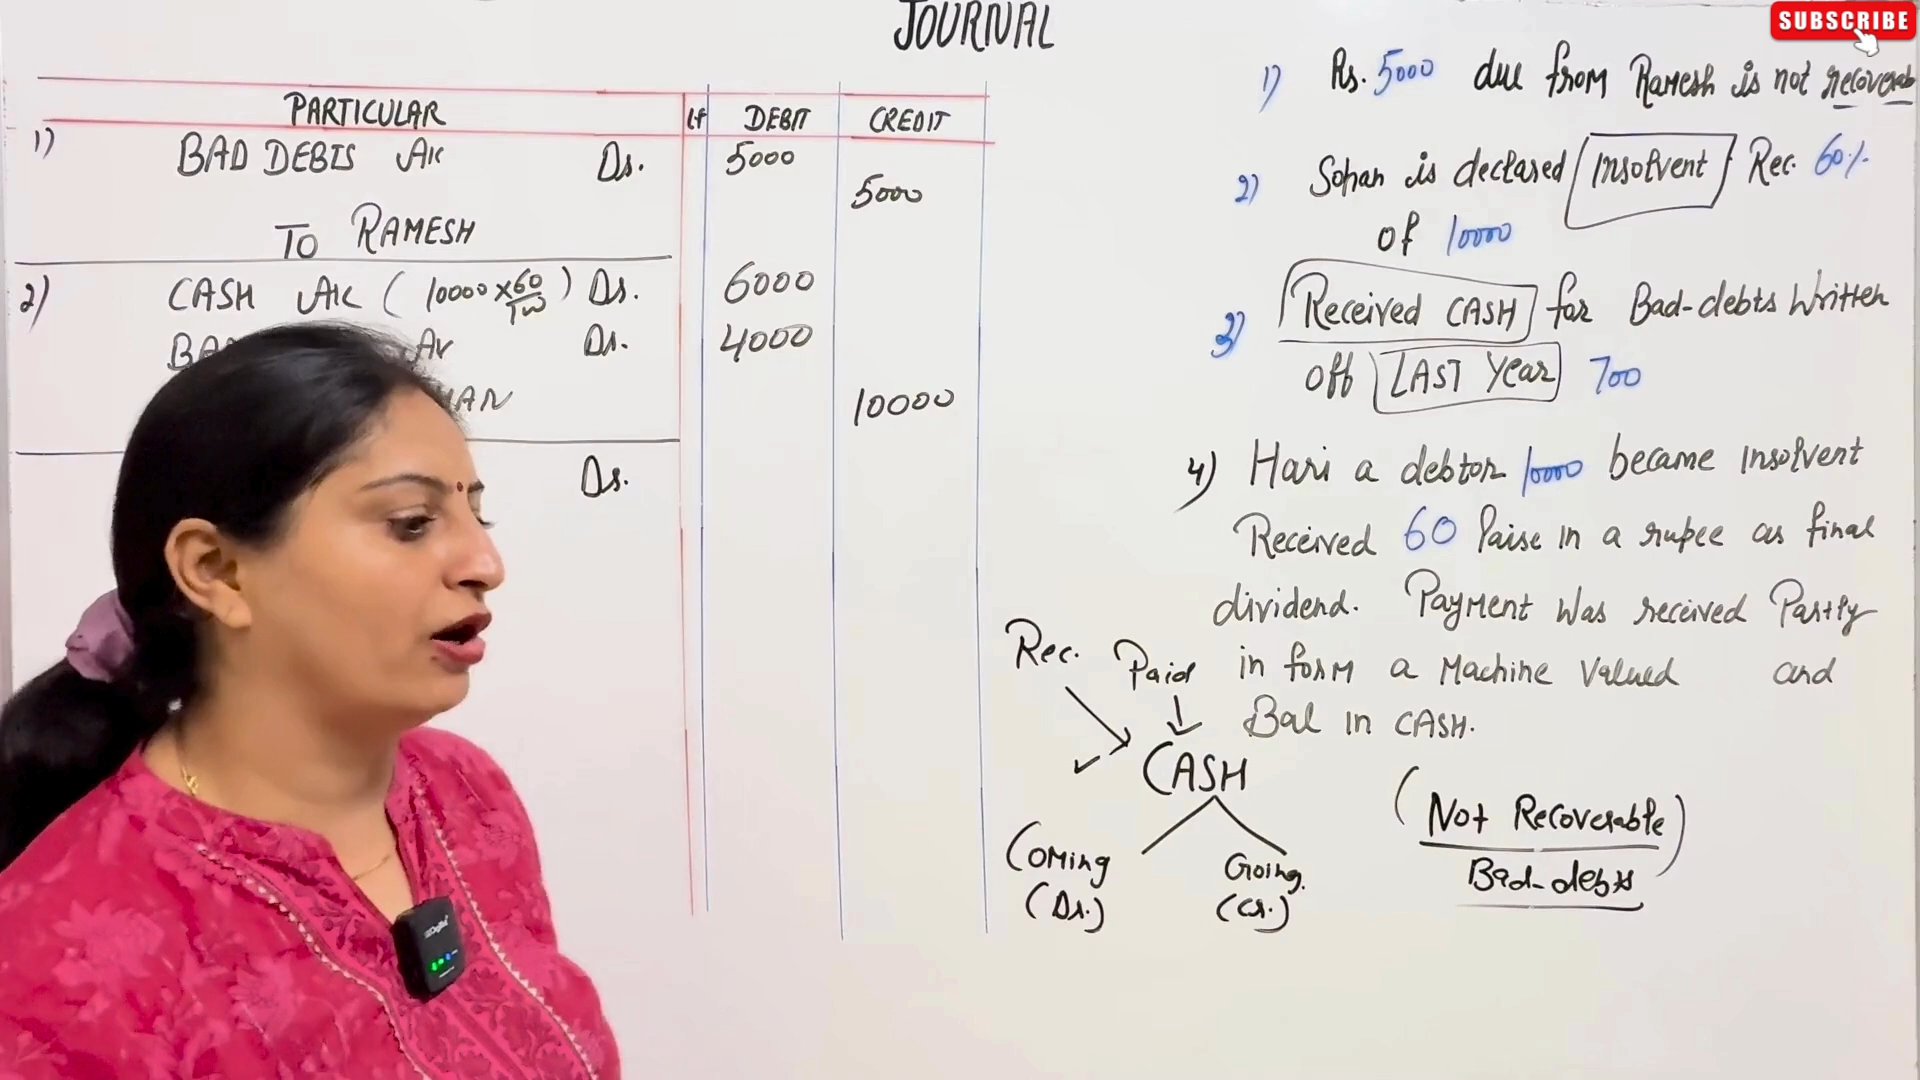 JOURNAL
SUBSCRIBE
PARTICULAR LF DEBIT CREDIT
1) BAD DEBTS A/c Dr. 5000
5000
TO RAMESH
2) CASH A/c (10000 × 60/100) Dr. 6000
A/c Dr. 4000
10000
Dr.
1) Rs. 5000 due from Ramesh is not recoverab
2) Sohan is declared Insolvent Rec. 60%
of 10000
3) Received CASH for Bad-debts Written
off LAST Year 700
4) Hari a debtor 10000 became insolvent
Received 60 Paise in a rupee as final
dividend. Payment was received Partly
in form a Machine Valued and
Bal in CASH.
Rec. Paid
CASH
Coming Going.
(Dr.) (Cr.)
(Not Recoverable)
Bad-debts